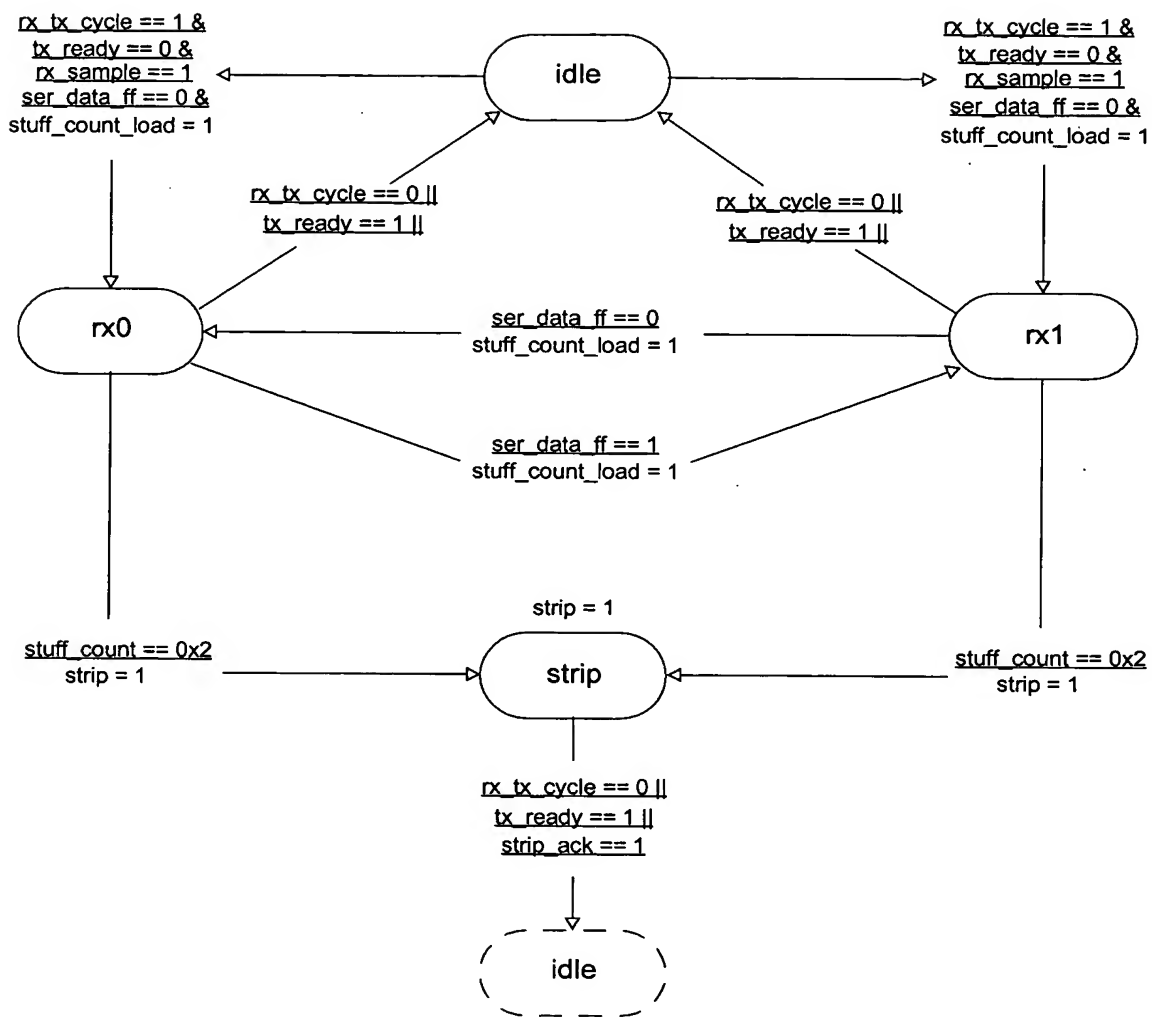 rx_tx_cycle == 1 &
tx_ready == 0 &
rx_sample == 1
ser_data_ff == 0 &
stuff_count_load = 1
idle
rx_tx_cycle == 1 &
tx_ready == 0 &
rx_sample == 1
ser_data_ff == 0 &
stuff_count_load = 1
rx_tx_cycle == 0 ||
tx_ready == 1 ||
rx_tx_cycle == 0 ||
tx_ready == 1 ||
rx0
ser_data_ff == 0
stuff_count_load = 1
rx1
ser_data_ff == 1
stuff_count_load = 1
strip = 1
stuff_count == 0x2
strip = 1
strip
stuff_count == 0x2
strip = 1
rx_tx_cycle == 0 ||
tx_ready == 1 ||
strip_ack == 1
idle